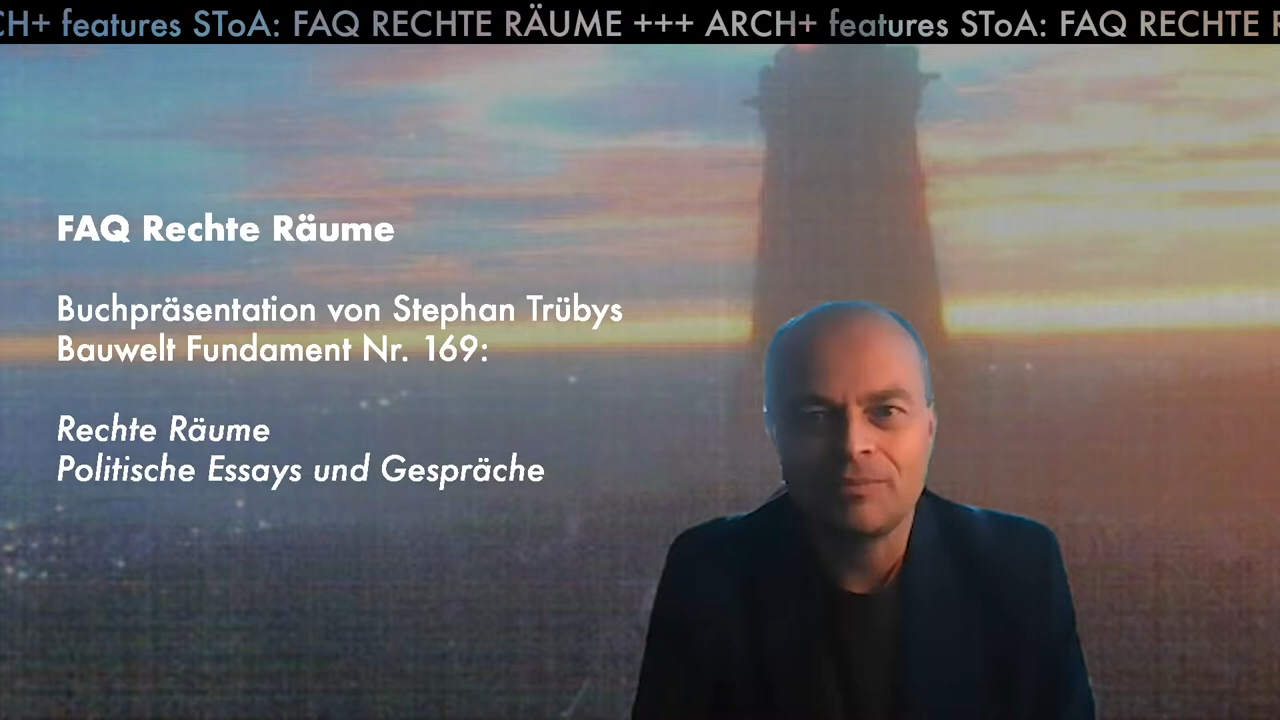 CH+ features SToA: FAQ RECHTE RÄUME +++ ARCH+ features SToA: FAQ RECHTE
FAQ Rechte Räume
Buchpräsentation von Stephan Trübys
Bauwelt Fundament Nr. 169:
Rechte Räume
Politische Essays und Gespräche